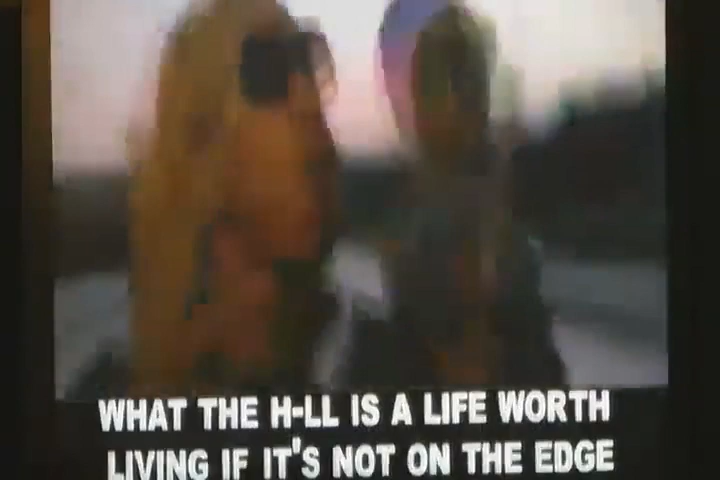 WHAT THE H-LL IS A LIFE WORTH
LIVING IF IT'S NOT ON THE EDGE